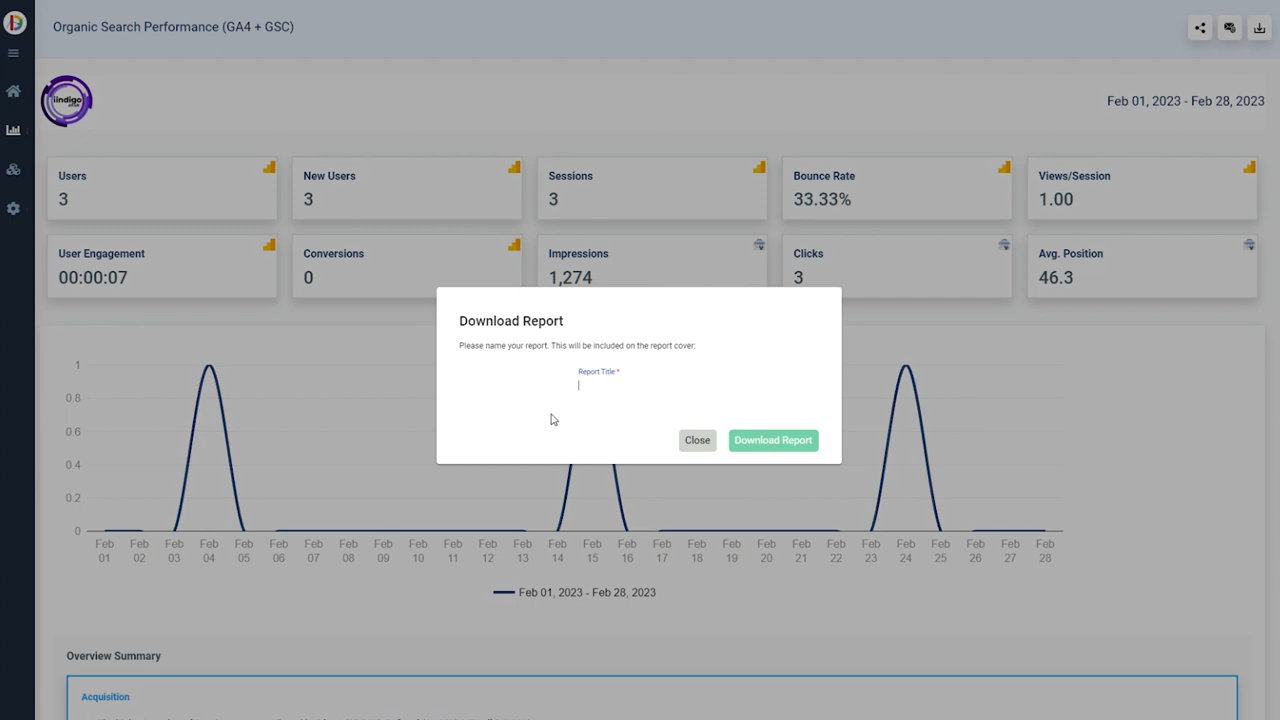 Organic Search Performance (GA4 + GSC)
iindigo
Feb 01, 2023 - Feb 28, 2023
Users
3
New Users
3
Sessions
3
Bounce Rate
33.33%
Views/Session
1.00
User Engagement
00:00:07
Conversions
0
Impressions
1,274
Clicks
3
Avg. Position
46.3
Download Report
Please name your report. This will be included on the report cover:
Report Title *
Close
Download Report
1
0.8
0.6
0.4
0.2
0
Feb 01
Feb 02
Feb 03
Feb 04
Feb 05
Feb 06
Feb 07
Feb 08
Feb 09
Feb 10
Feb 11
Feb 12
Feb 13
Feb 14
Feb 15
Feb 16
Feb 17
Feb 18
Feb 19
Feb 20
Feb 21
Feb 22
Feb 23
Feb 24
Feb 25
Feb 26
Feb 27
Feb 28
Feb 01, 2023 - Feb 28, 2023
Overview Summary
Acquisition